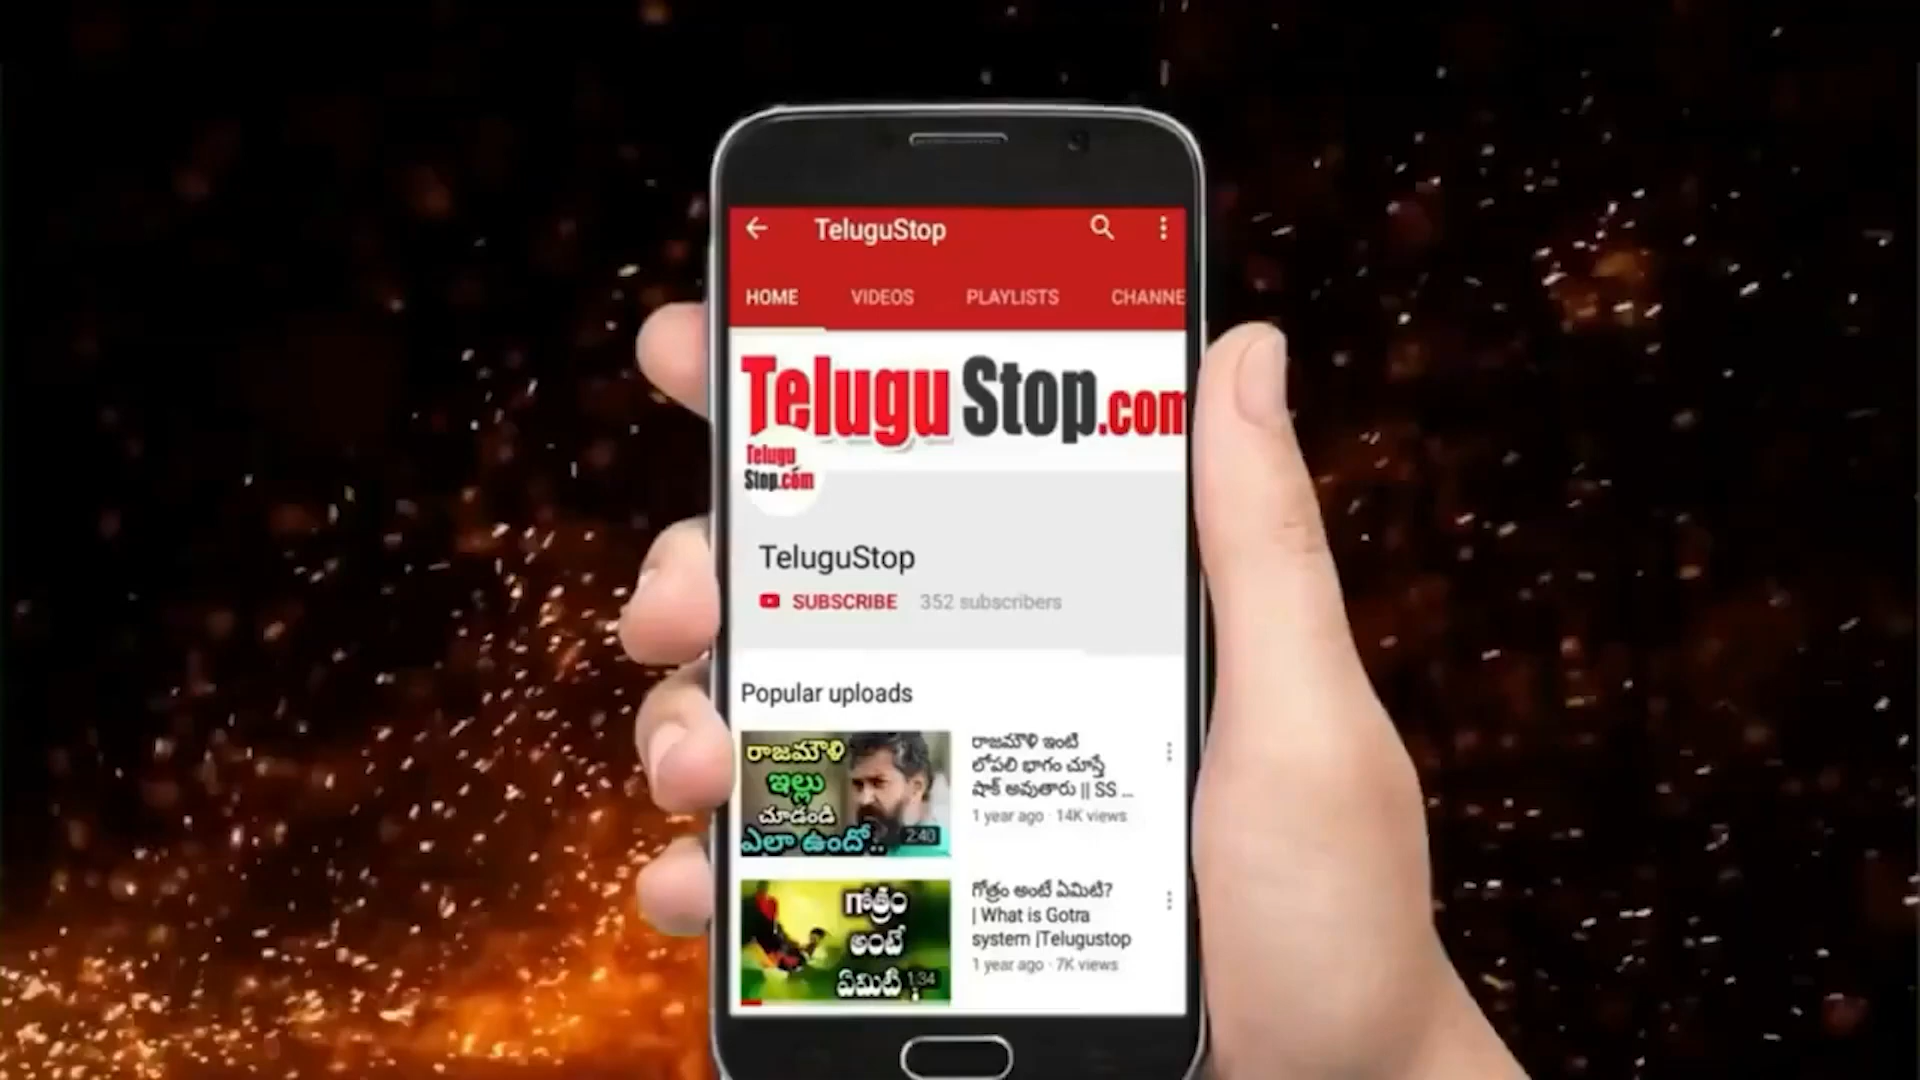 TeluguStop
HOME VIDEOS PLAYLISTS CHANNE
Telugu Stop.com
Telugu
Stop.com
TeluguStop
SUBSCRIBE 352 subscribers
Popular uploads
రాజమౌళి
ఇల్లు
చూడండి
ఎలా ఉందో..
2:40
రాజమౌళి ఇంటి
లోపలి భాగం చూస్తే
షాక్ అవుతారు || SS ...
1 year ago · 14K views
గోత్రం
అంటే
ఏమిటి
1:34
గోత్రం అంటే ఏమిటి?
| What is Gotra
system |Telugustop
1 year ago · 7K views